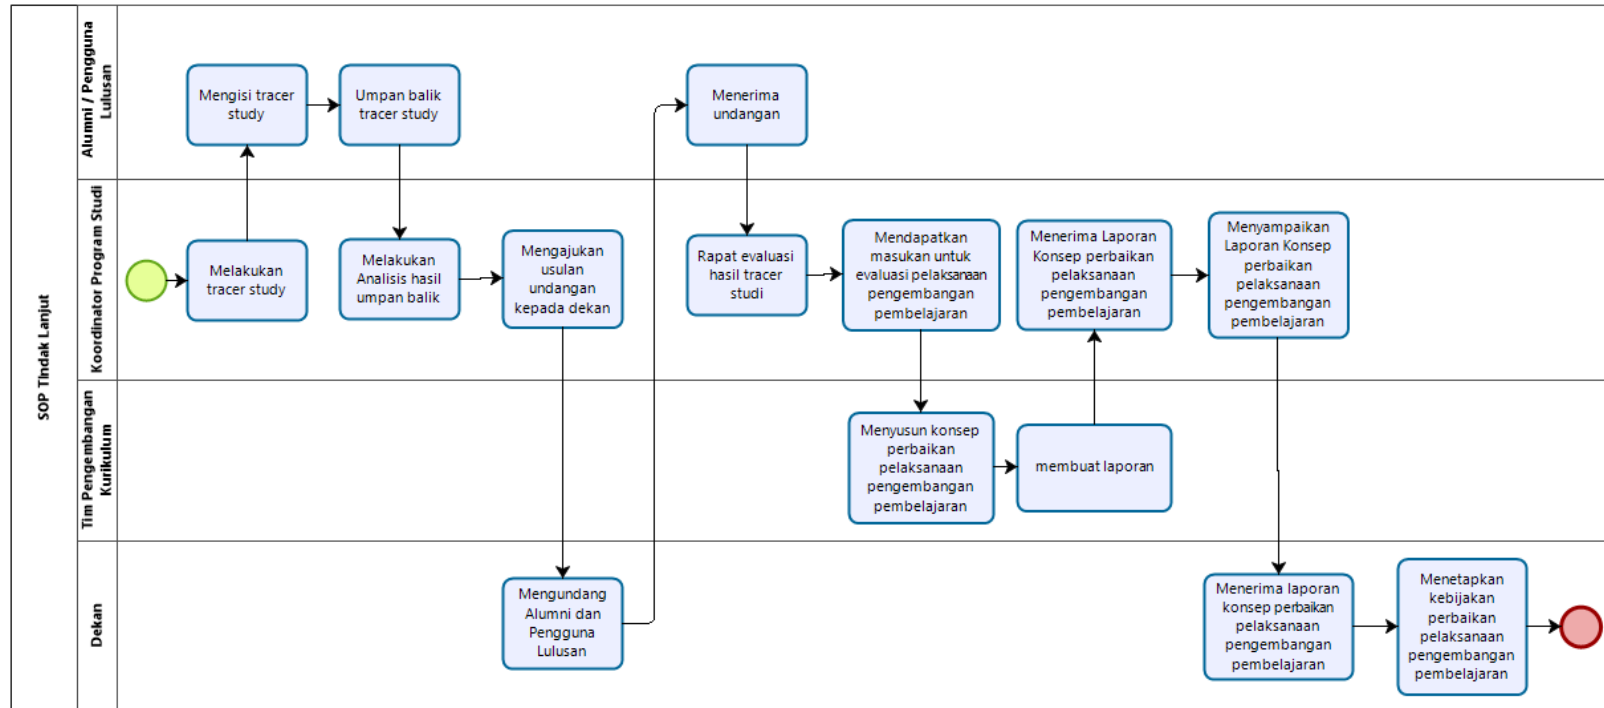 SOP Tindak Lanjut
Alumni / Pengguna
Lulusan
Mengisi tracer
study
Umpan balik
tracer study
Menerima
undangan
Koordinator Program Studi
Melakukan
tracer study
Melakukan
Analisis hasil
umpan balik
Mengajukan
usulan
undangan
kepada dekan
Rapat evaluasi
hasil tracer
studi
Mendapatkan
masukan untuk
evaluasi pelaksanaan
pengembangan
pembelajaran
Menerima Laporan
Konsep perbaikan
pelaksanaan
pengembangan
pembelajaran
Menyampaikan
Laporan Konsep
perbaikan
pelaksanaan
pengembangan
pembelajaran
Tim Pengembangan
Kurikulum
Menyusun konsep
perbaikan
pelaksanaan
pengembangan
pembelajaran
membuat laporan
Dekan
Mengundang
Alumni dan
Pengguna
Lulusan
Menerima laporan
konsep perbaikan
pelaksanaan
pengembangan
pembelajaran
Menetapkan
kebijakan
perbaikan
pelaksanaan
pengembangan
pembelajaran